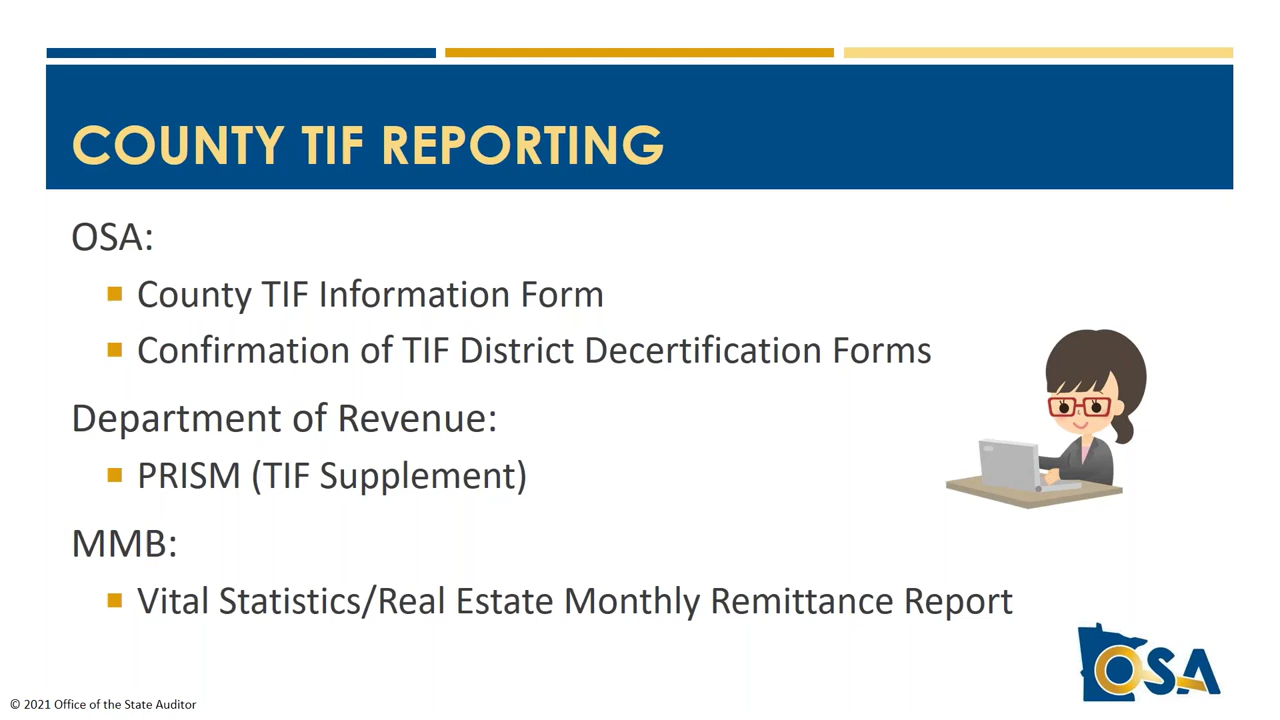 COUNTY TIF REPORTING
OSA:
County TIF Information Form
Confirmation of TIF District Decertification Forms
Department of Revenue:
PRISM (TIF Supplement)
MMB:
Vital Statistics/Real Estate Monthly Remittance Report
OSA
© 2021 Office of the State Auditor